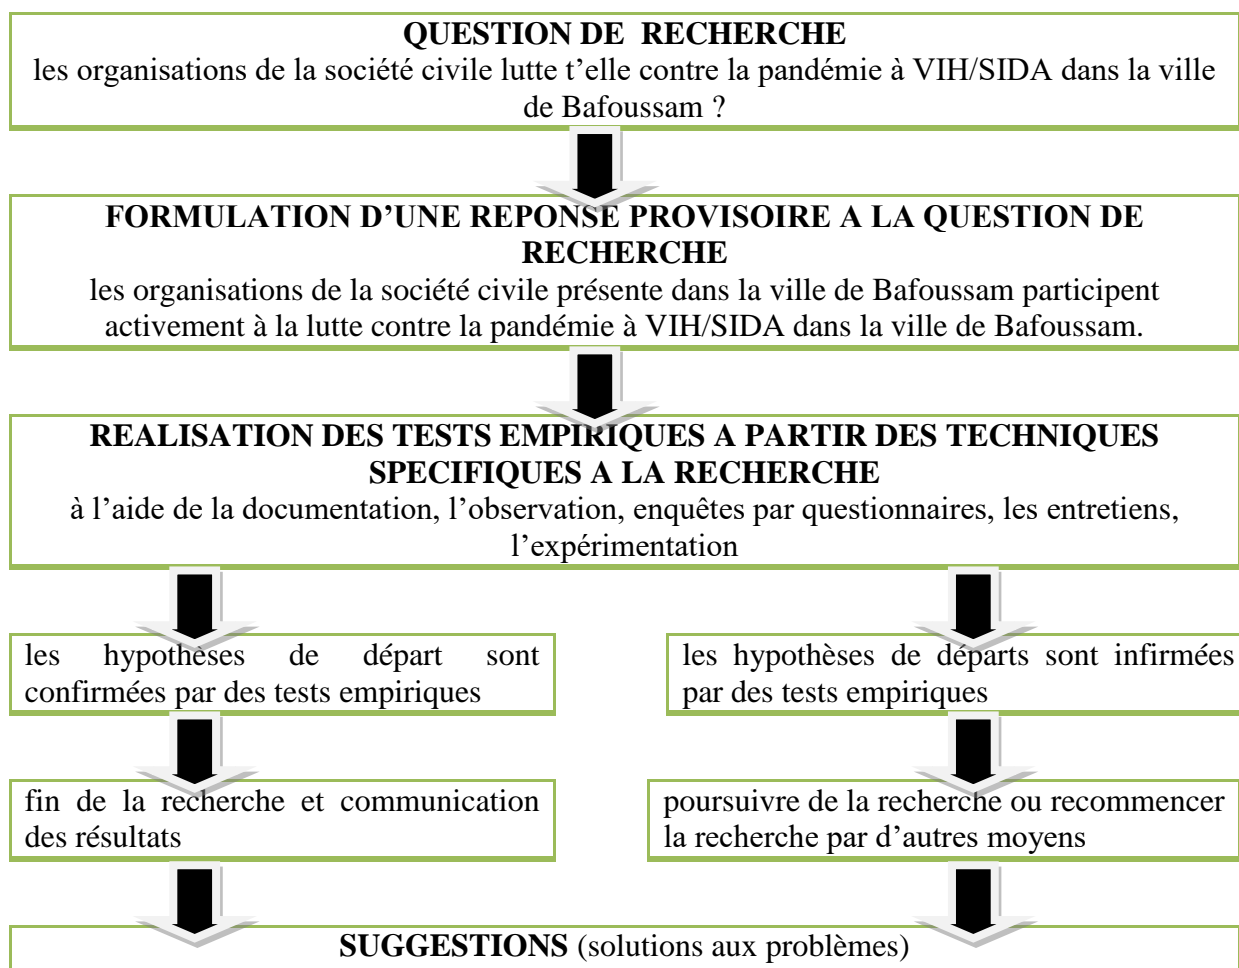 QUESTION DE RECHERCHE
les organisations de la société civile lutte t’elle contre la pandémie à VIH/SIDA dans la ville
de Bafoussam ?
FORMULATION D’UNE REPONSE PROVISOIRE A LA QUESTION DE
RECHERCHE
les organisations de la société civile présente dans la ville de Bafoussam participent
activement à la lutte contre la pandémie à VIH/SIDA dans la ville de Bafoussam.
REALISATION DES TESTS EMPIRIQUES A PARTIR DES TECHNIQUES
SPECIFIQUES A LA RECHERCHE
à l’aide de la documentation, l’observation, enquêtes par questionnaires, les entretiens,
l’expérimentation
les hypothèses de départ sont
confirmées par des tests empiriques
les hypothèses de départs sont infirmées
par des tests empiriques
fin de la recherche et communication
des résultats
poursuivre de la recherche ou recommencer
la recherche par d’autres moyens
SUGGESTIONS (solutions aux problèmes)